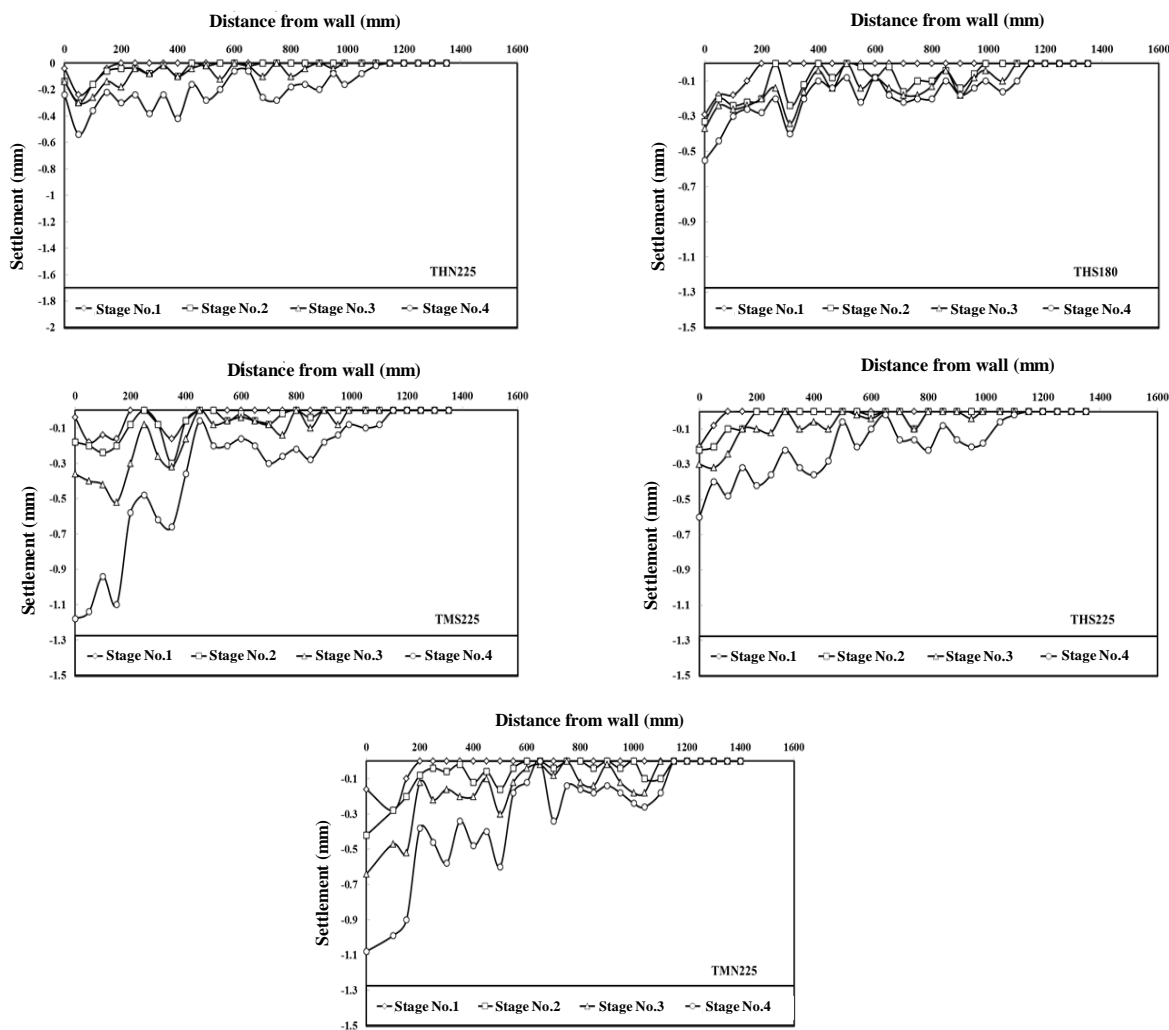 Distance from wall (mm)
0 200 400 600 800 1000 1200 1400 1600
0
-0.2
-0.4
-0.6
-0.8
-1
-1.2
-1.4
-1.6
-1.8
-2
Settlement (mm)
THN225
Stage No.1 Stage No.2 Stage No.3 Stage No.4
Distance from wall (mm)
0 200 400 600 800 1000 1200 1400 1600
-0.1
-0.3
-0.5
-0.7
-0.9
-1.1
-1.3
-1.5
Settlement (mm)
THS180
Stage No.1 Stage No.2 Stage No.3 Stage No.4
Distance from wall (mm)
0 200 400 600 800 1000 1200 1400 1600
-0.1
-0.3
-0.5
-0.7
-0.9
-1.1
-1.3
-1.5
Settlement (mm)
TMS225
Stage No.1 Stage No.2 Stage No.3 Stage No.4
Distance from wall (mm)
0 200 400 600 800 1000 1200 1400 1600
-0.1
-0.3
-0.5
-0.7
-0.9
-1.1
-1.3
-1.5
Settlement (mm)
THS225
Stage No.1 Stage No.2 Stage No.3 Stage No.4
Distance from wall (mm)
0 200 400 600 800 1000 1200 1400 1600
-0.1
-0.3
-0.5
-0.7
-0.9
-1.1
-1.3
-1.5
Settlement (mm)
TMN225
Stage No.1 Stage No.2 Stage No.3 Stage No.4